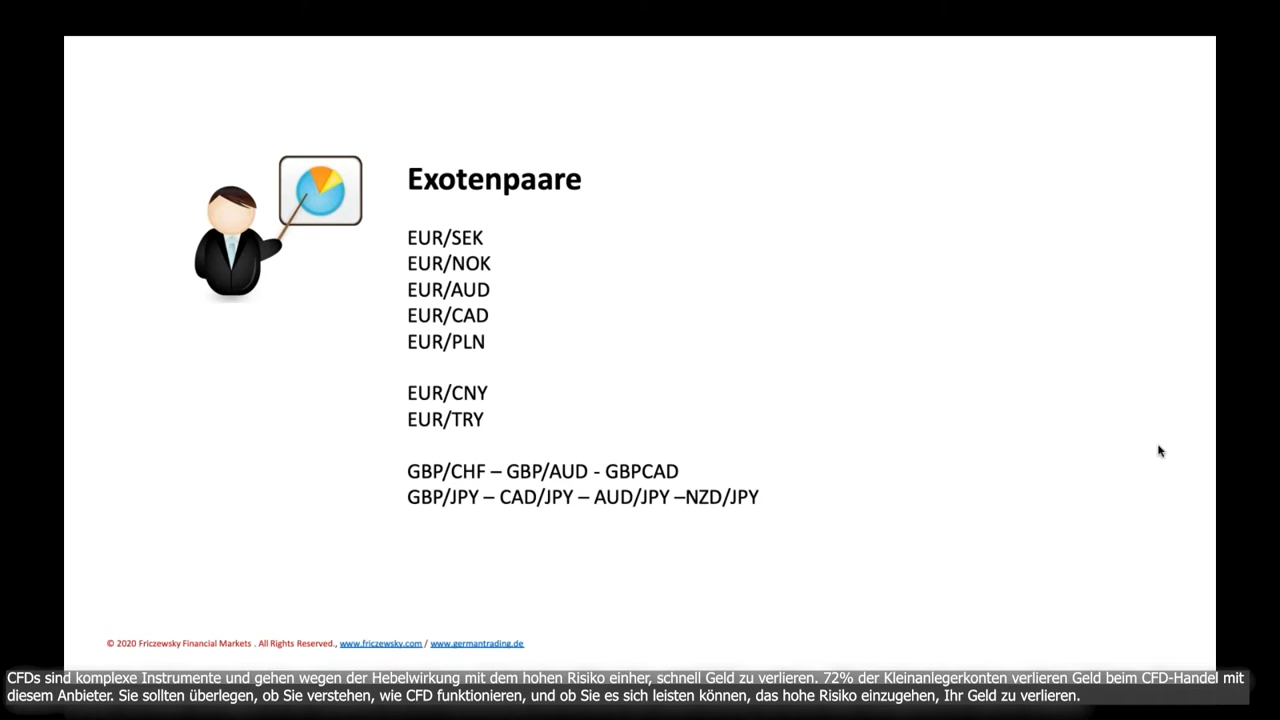 Exotenpaare
EUR/SEK
EUR/NOK
EUR/AUD
EUR/CAD
EUR/PLN
EUR/CNY
EUR/TRY
GBP/CHF – GBP/AUD - GBPCAD
GBP/JPY – CAD/JPY – AUD/JPY –NZD/JPY
© 2020 Friczewsky Financial Markets . All Rights Reserved., www.friczewsky.com / www.germantrading.de
CFDs sind komplexe Instrumente und gehen wegen der Hebelwirkung mit dem hohen Risiko einher, schnell Geld zu verlieren. 72% der Kleinanlegerkonten verlieren Geld beim CFD-Handel mit
diesem Anbieter. Sie sollten überlegen, ob Sie verstehen, wie CFD funktionieren, und ob Sie es sich leisten können, das hohe Risiko einzugehen, Ihr Geld zu verlieren.